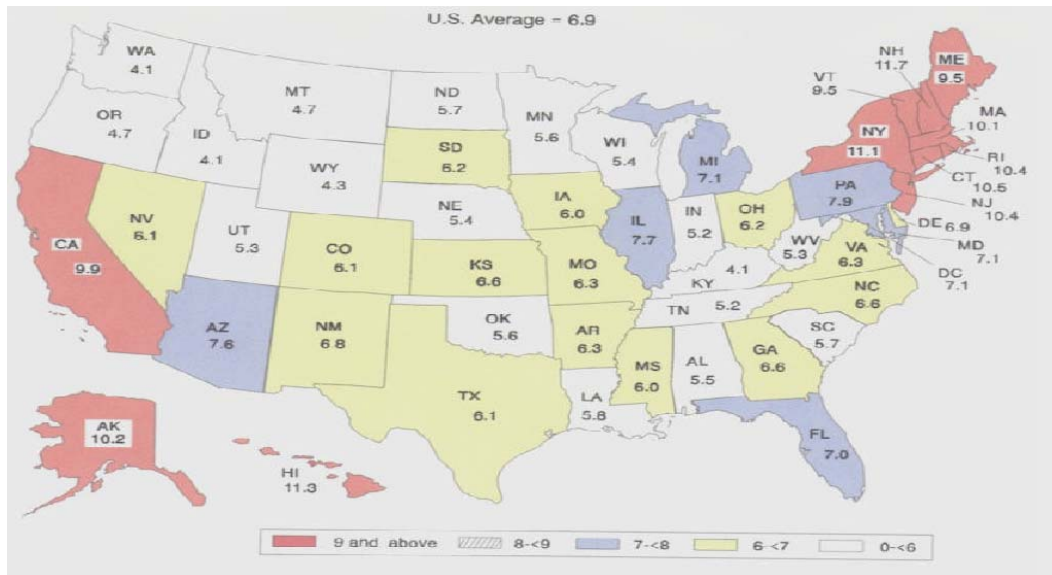 U.S. Average = 6.9
WA
4.1
OR
4.7
ID
4.1
MT
4.7
WY
4.3
ND
5.7
SD
6.2
NE
5.4
MN
5.6
WI
5.4
MI
7.1
IA
6.0
IL
7.7
IN
5.2
OH
6.2
CA
9.9
NV
6.1
UT
5.3
CO
6.1
KS
6.6
MO
6.3
KY
4.1
WV
5.3
VA
6.3
AZ
7.6
NM
6.8
OK
5.6
AR
6.3
TN
5.2
NC
6.6
SC
5.7
TX
6.1
LA
5.8
MS
6.0
AL
5.5
GA
6.6
FL
7.0
AK
10.2
HI
11.3
NH
11.7
VT
9.5
ME
9.5
MA
10.1
NY
11.1
RI
10.4
CT
10.5
PA
7.9
NJ
10.4
DE 6.9
MD
7.1
DC
7.1
9 and above 8-<9 7-<8 6-<7 0-<6